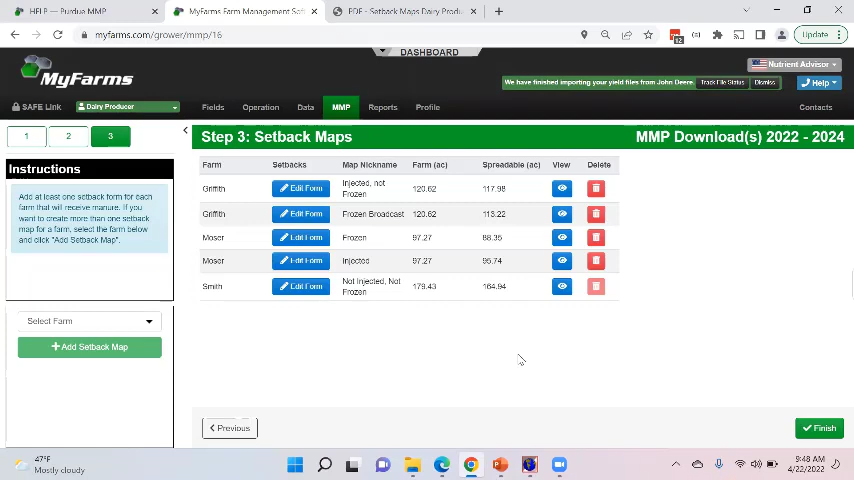 HELP — Purdue MMP
MyFarms Farm Management Soft
PDF - Setback Maps Dairy Produ
myfarms.com/grower/mmp/16
Update
DASHBOARD
MyFarms
Nutrient Advisor
We have finished importing your yield files from John Deere.
Track File Status
Dismiss
Help
SAFE Link
Dairy Producer
Fields
Operation
Data
MMP
Reports
Profile
Contacts
1
2
3
Step 3: Setback Maps
MMP Download(s) 2022 - 2024
Instructions
Add at least one setback form for each
farm that will receive manure. If you
want to create more than one setback
map for a farm, select the farm below
and click "Add Setback Map".
Select Farm
Add Setback Map
Farm Setbacks Map Nickname Farm (ac) Spreadable (ac) View Delete
Griffith Edit Form Injected, not Frozen 120.62 117.98
Griffith Edit Form Frozen Broadcast 120.62 113.22
Moser Edit Form Frozen 97.27 88.35
Moser Edit Form Injected 97.27 95.74
Smith Edit Form Not Injected, Not Frozen 179.43 164.94
Previous
Finish
47°F
Mostly cloudy
9:48 AM
4/22/2022